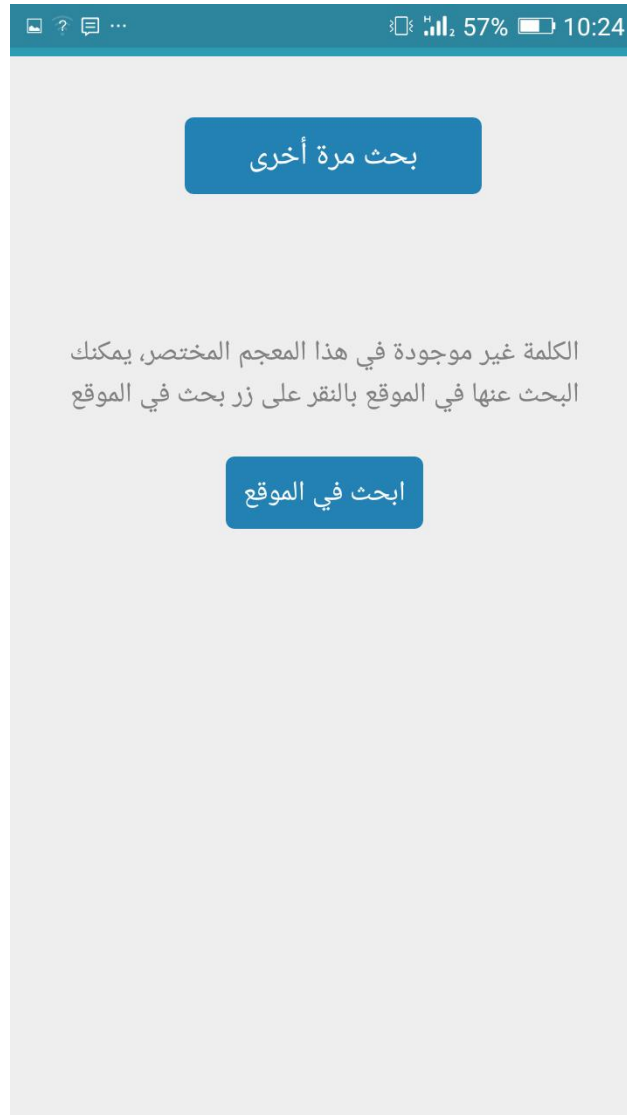 57% 10:24
بحث مرة أخرى
الكلمة غير موجودة في هذا المعجم المختصر، يمكنك
البحث عنها في الموقع بالنقر على زر بحث في الموقع
ابحث في الموقع